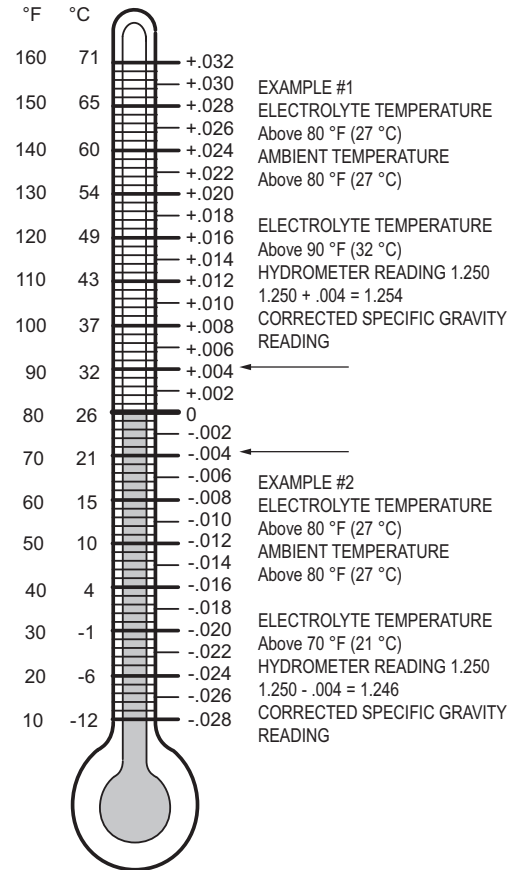 °F °C
160 71 +.032
+.030
150 65 +.028
+.026
140 60 +.024
+.022
130 54 +.020
+.018
120 49 +.016
+.014
110 43 +.012
+.010
100 37 +.008
+.006
90 32 +.004
+.002
80 26 0
-.002
70 21 -.004
-.006
60 15 -.008
-.010
50 10 -.012
-.014
40 4 -.016
-.018
30 -1 -.020
-.022
20 -6 -.024
-.026
10 -12 -.028
EXAMPLE #1
ELECTROLYTE TEMPERATURE
Above 80 °F (27 °C)
AMBIENT TEMPERATURE
Above 80 °F (27 °C)
ELECTROLYTE TEMPERATURE
Above 90 °F (32 °C)
HYDROMETER READING 1.250
1.250 + .004 = 1.254
CORRECTED SPECIFIC GRAVITY
READING
EXAMPLE #2
ELECTROLYTE TEMPERATURE
Above 80 °F (27 °C)
AMBIENT TEMPERATURE
Above 80 °F (27 °C)
ELECTROLYTE TEMPERATURE
Above 70 °F (21 °C)
HYDROMETER READING 1.250
1.250 - .004 = 1.246
CORRECTED SPECIFIC GRAVITY
READING